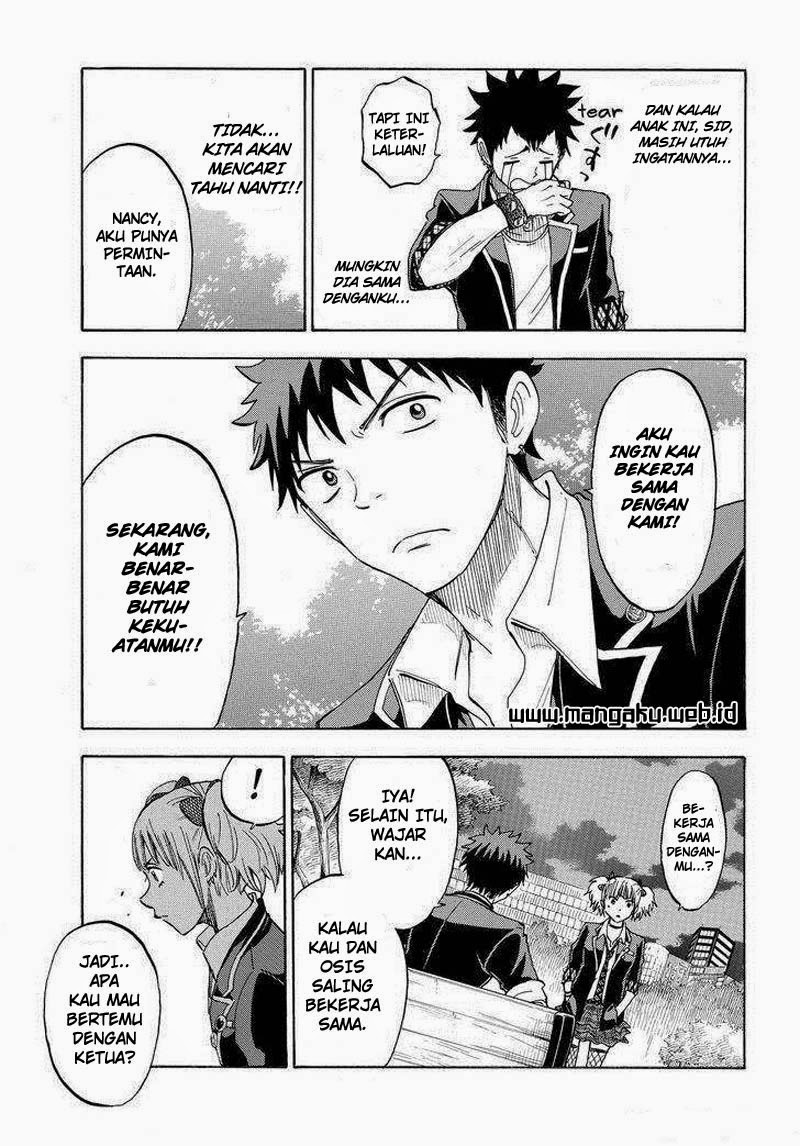 DAN KALAU
ANAK INI, SID,
MASIH UTUH
INGATANNYA...
tear
ぐすっ
TAPI INI
KETER-
LALUAN!
MUNGKIN
DIA SAMA
DENGANKU...
TIDAK...
KITA AKAN
MENCARI
TAHU NANTI!!
NANCY,
AKU PUNYA
PERMIN-
TAAN.
AKU
INGIN KAU
BEKERJA
SAMA
DENGAN
KAMI!
SEKARANG,
KAMI
BENAR-
BENAR
BUTUH
KEKU-
ATANMU!!
www.mangaku.web.id
BE-
KERJA
SAMA
DENGAN-
MU...?
IYA!
SELAIN ITU,
WAJAR
KAN...
KALAU
KAU DAN
OSIS
SALING
BEKERJA
SAMA.
!
JADI..
APA
KAU MAU
BERTEMU
DENGAN
KETUA?